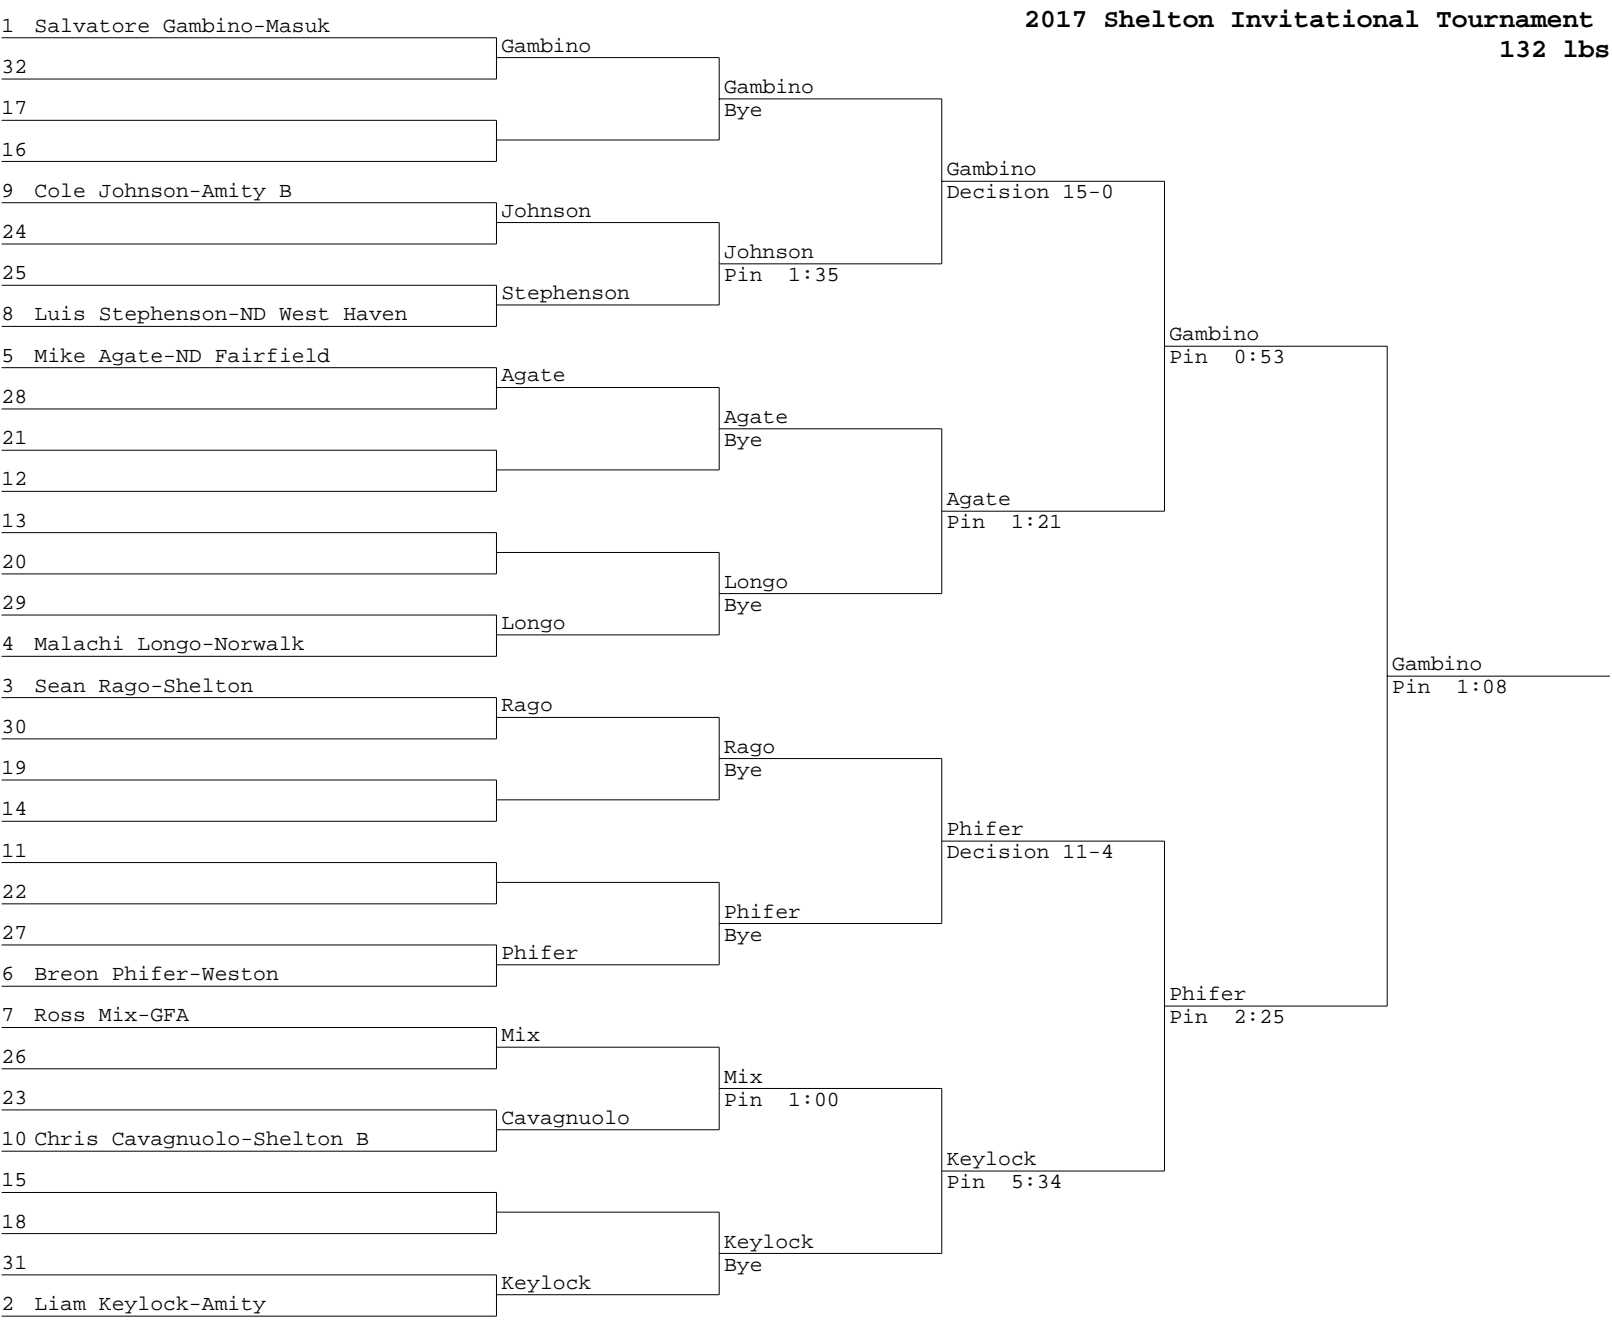 2017 Shelton Invitational Tournament
132 lbs
1 Salvatore Gambino-Masuk
32
17
16
9 Cole Johnson-Amity B
24
25
8 Luis Stephenson-ND West Haven
5 Mike Agate-ND Fairfield
28
21
12
13
20
29
4 Malachi Longo-Norwalk
3 Sean Rago-Shelton
30
19
14
11
22
27
6 Breon Phifer-Weston
7 Ross Mix-GFA
26
23
10 Chris Cavagnuolo-Shelton B
15
18
31
2 Liam Keylock-Amity
Gambino
Johnson
Stephenson
Agate
Longo
Rago
Phifer
Mix
Cavagnuolo
Keylock
Gambino
Bye
Johnson
Pin 1:35
Agate
Bye
Longo
Bye
Rago
Bye
Phifer
Bye
Mix
Pin 1:00
Keylock
Bye
Gambino
Decision 15-0
Agate
Pin 1:21
Phifer
Decision 11-4
Keylock
Pin 5:34
Gambino
Pin 0:53
Phifer
Pin 2:25
Gambino
Pin 1:08